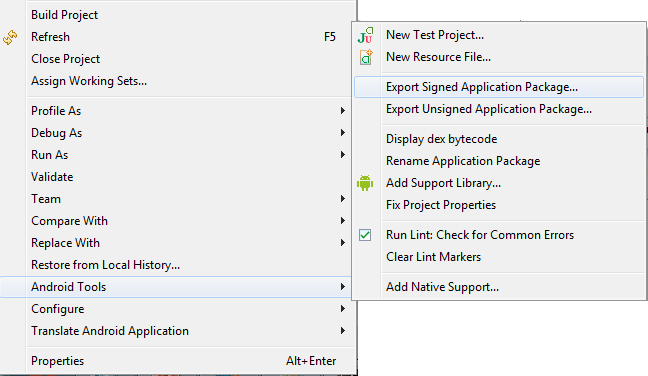 Build Project
Refresh F5
Close Project
Assign Working Sets...
Profile As
Debug As
Run As
Validate
Team
Compare With
Replace With
Restore from Local History...
Android Tools
Configure
Translate Android Application
Properties Alt+Enter
Ju New Test Project...
New Resource File...
Export Signed Application Package...
Export Unsigned Application Package...
Display dex bytecode
Rename Application Package
Add Support Library...
Fix Project Properties
Run Lint: Check for Common Errors
Clear Lint Markers
Add Native Support...